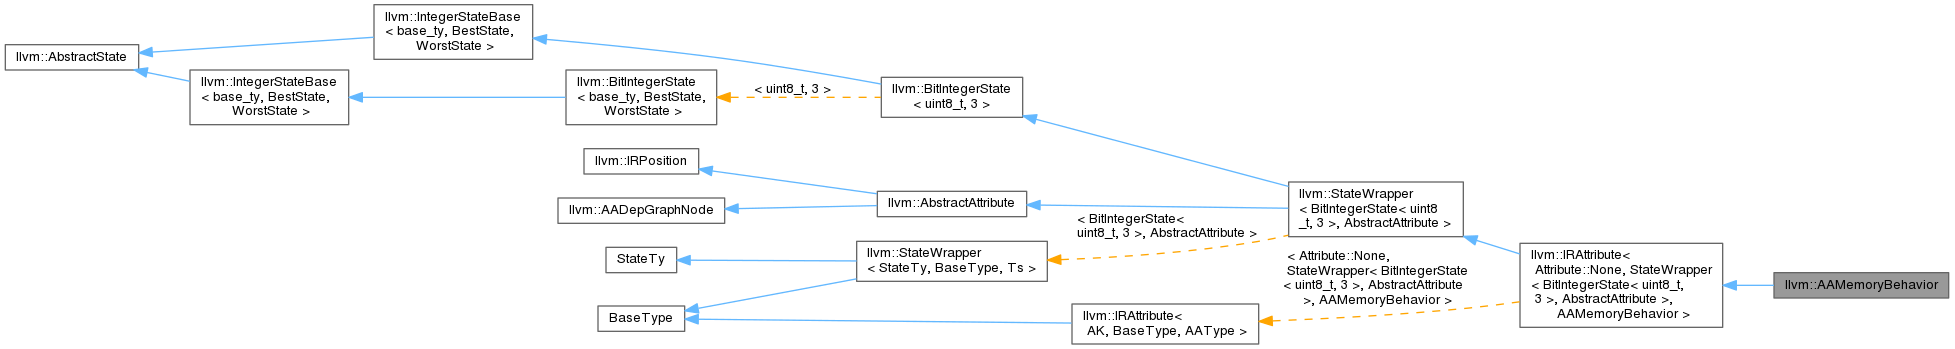 llvm::AbstractState
llvm::IntegerStateBase
< base_ty, BestState,
WorstState >
llvm::IntegerStateBase
< base_ty, BestState,
WorstState >
llvm::BitIntegerState
< base_ty, BestState,
WorstState >
< uint8_t, 3 >
llvm::BitIntegerState
< uint8_t, 3 >
llvm::IRPosition
llvm::AADepGraphNode
llvm::AbstractAttribute
StateTy
BaseType
llvm::StateWrapper
< StateTy, BaseType, Ts >
< BitIntegerState<
uint8_t, 3 >, AbstractAttribute >
llvm::StateWrapper
< BitIntegerState< uint8
_t, 3 >, AbstractAttribute >
llvm::IRAttribute<
AK, BaseType, AAType >
< Attribute::None,
StateWrapper< BitIntegerState
< uint8_t, 3 >, AbstractAttribute
>, AAMemoryBehavior >
llvm::IRAttribute<
Attribute::None, StateWrapper
< BitIntegerState< uint8_t,
3 >, AbstractAttribute >,
AAMemoryBehavior >
llvm::AAMemoryBehavior